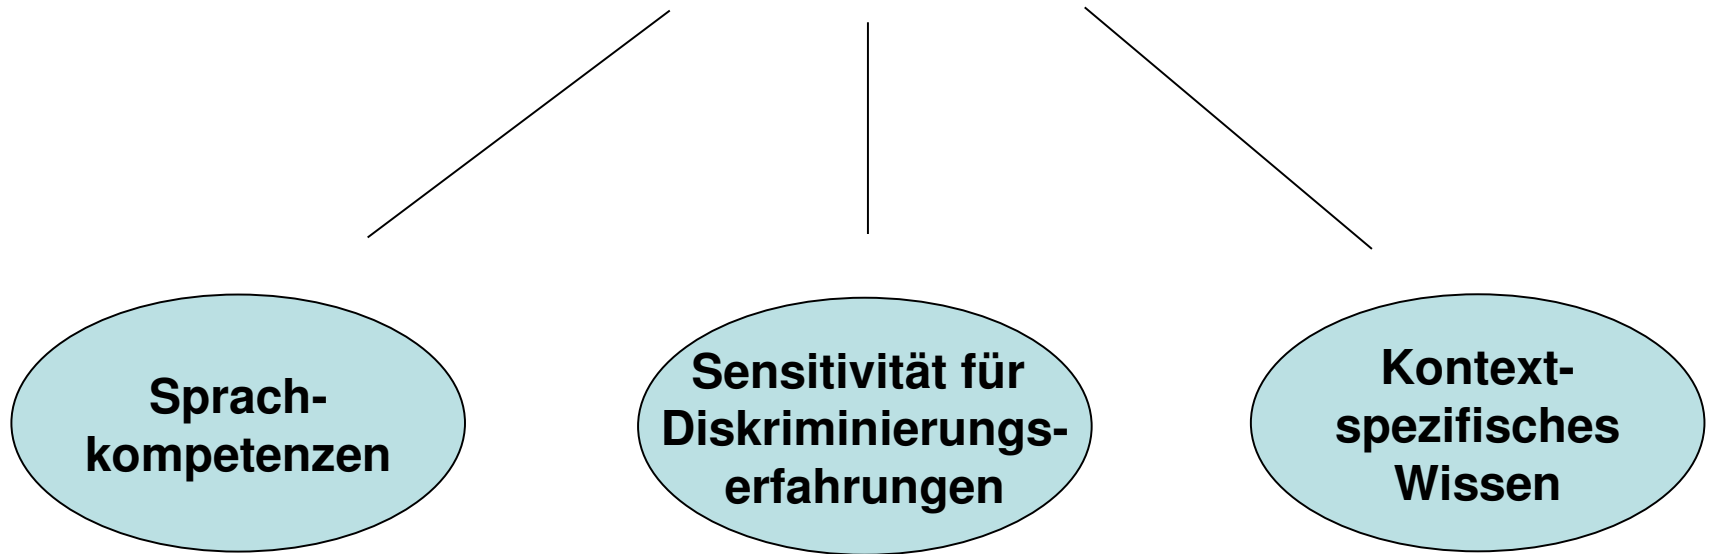 Sprach-
kompetenzen
Sensitivität für
Diskriminierungs-
erfahrungen
Kontext-
spezifisches
Wissen